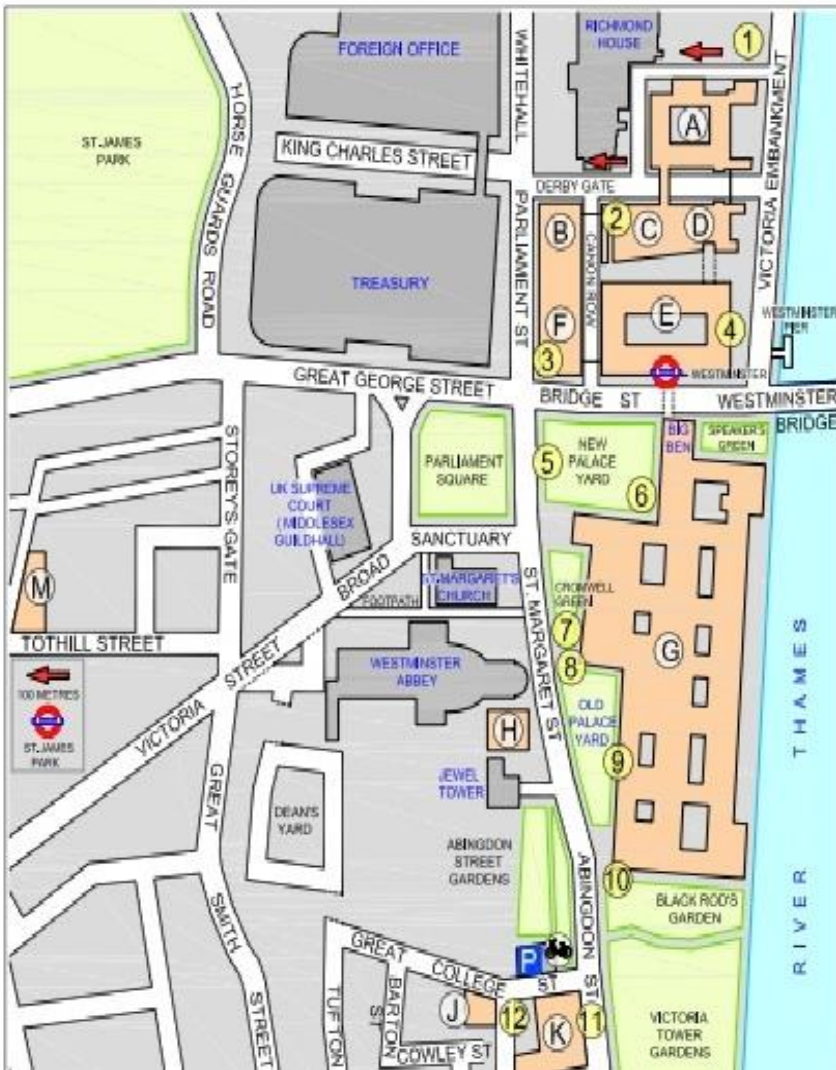 FOREIGN OFFICE
WHITEHALL
RICHMOND
HOUSE
1
VICTORIA EMBANKMENT
ST.JAMES
PARK
HORSE GUARDS ROAD
KING CHARLES STREET
A
DERBY GATE
PARLIAMENT ST
B
CANON ROW
2
C
D
TREASURY
E
F
4
3
WESTMINSTER
PIER
WESTMINSTER
GREAT GEORGE STREET
BRIDGE ST
WESTMINSTER
BRIDGE
STOREY'S GATE
PARLIAMENT
SQUARE
5
NEW
PALACE
YARD
6
BIG
BEN
SPEAKER'S
GREEN
UK SUPREME
COURT
( MIDDLESEX
GUILDHALL)
SANCTUARY
BROAD
M
ST.MARGARET'S
CHURCH
FOOTPATH
ST. MARGARET ST
CROMWELL
GREEN
7
TOTHILL STREET
G
8
100 METRES
ST.JAMES
PARK
VICTORIA STREET
WESTMINSTER
ABBEY
H
OLD
PALACE
YARD
9
RIVER THAMES
JEWEL
TOWER
GREAT SMITH STREET
DEAN'S
YARD
ABINGDON
STREET
GARDENS
ABINGDON ST
10
BLACK ROD'S
GARDEN
GREAT COLLEGE ST
P
TUFTON
BARTON ST
J
12
K
11
COWLEY ST
VICTORIA
TOWER
GARDENS